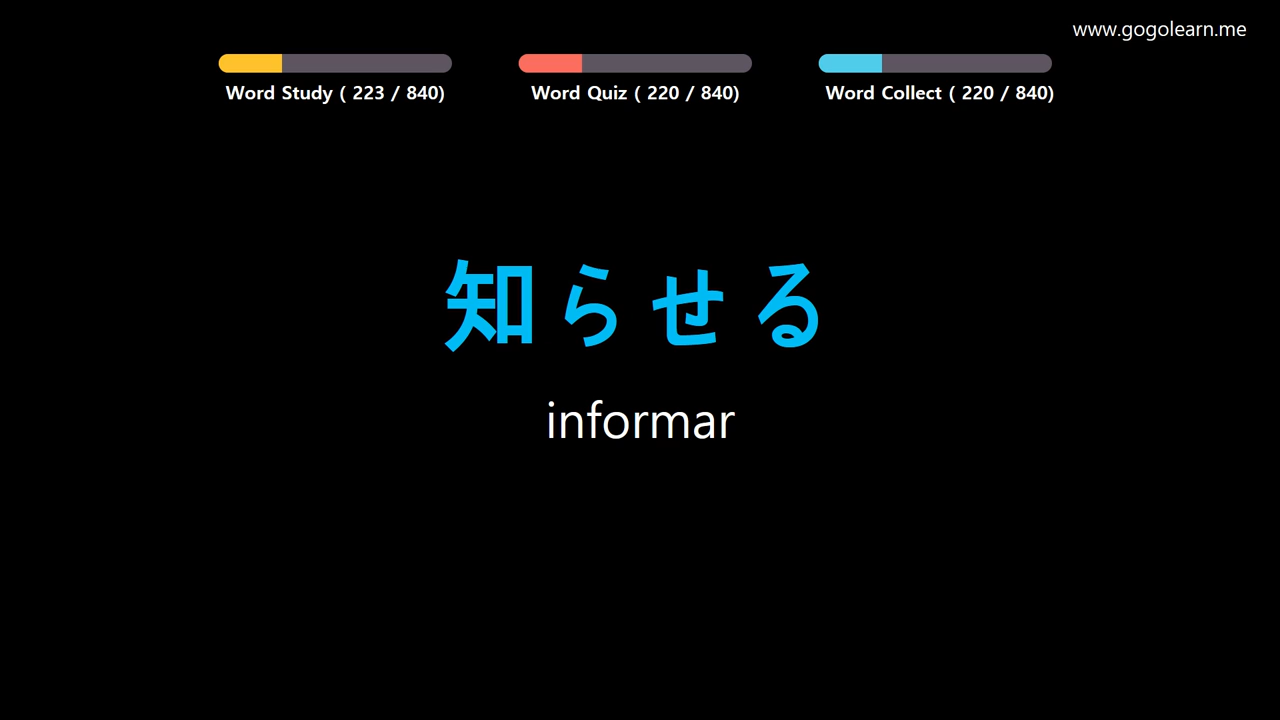 www.gogolearn.me
Word Study ( 223 / 840)
Word Quiz ( 220 / 840)
Word Collect ( 220 / 840)
知らせる
informar